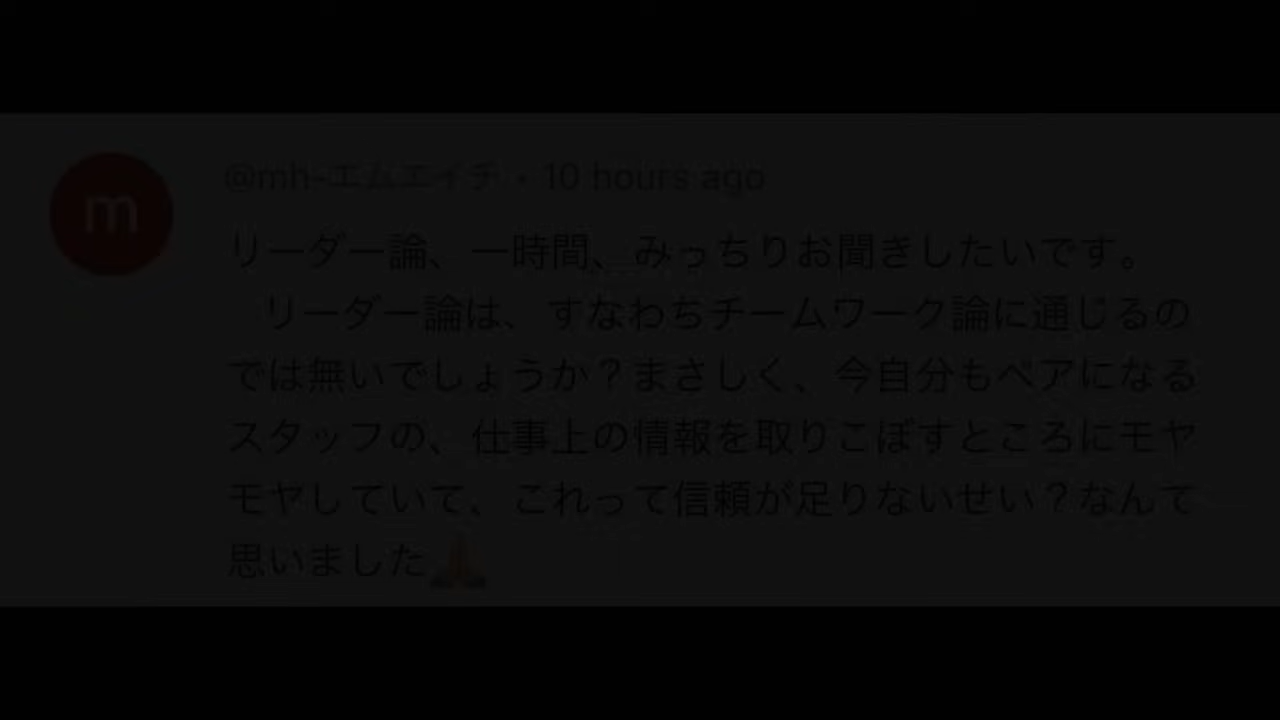 m
@mh-エムエイチ • 10 hours ago
リーダー論、一時間、みっちりお聞きしたいです。
リーダー論は、すなわちチームワーク論に通じるの
では無いでしょうか？まさしく、今自分もペアになる
スタッフの、仕事上の情報を取りこぼすところにモヤ
モヤしていて、これって信頼が足りないせい？なんて
思いました🙏